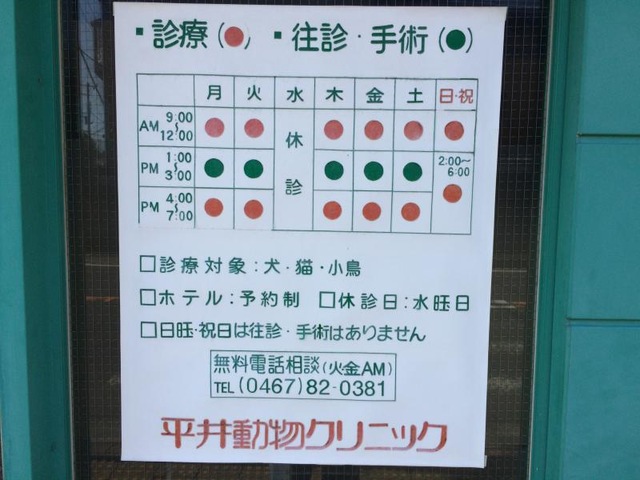 ・診療(●) ・往診・手術(●)
月 火 水 木 金 土 日・祝
AM 9:00〜12:00 ● ● 休診 ● ● ● ●
PM 1:00〜3:00 ● ● ● ● ● 2:00〜6:00 ●
PM 4:00〜7:00 ● ● ● ● ●
□診療対象:犬・猫・小鳥
□ホテル:予約制 □休診日:水旺日
□日旺・祝日は往診・手術はありません
無料電話相談(火金AM)
TEL (0467)82-0381
平井動物クリニック